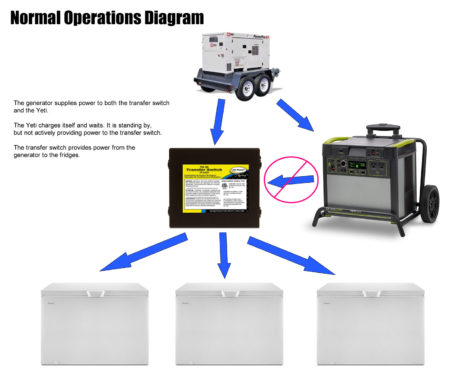 Normal Operations Diagram
The generator supplies power to both the transfer switch
and the Yeti.
The Yeti charges itself and waits. It is standing by,
but not actively providing power to the transfer switch.
The transfer switch provides power from the
generator to the fridges.
Transfer Switch